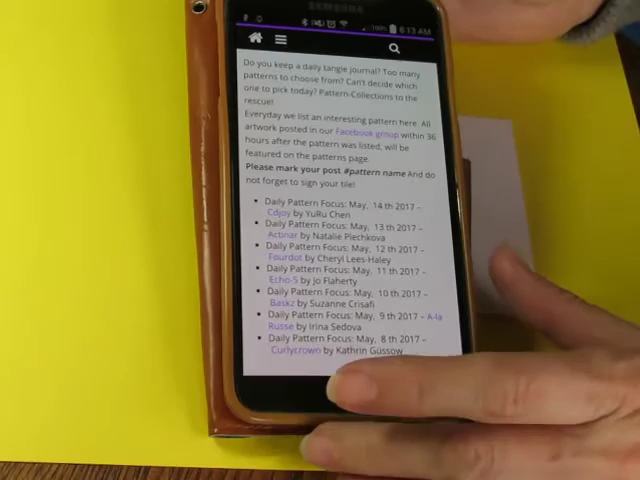 SAMSUNG
100% 8:13 AM
Do you keep a daily tangle journal? Too many
patterns to choose from? Can't decide which
one to pick today? Pattern-Collections to the
rescue!
Everyday we list an interesting pattern here. All
artwork posted in our Facebook group within 36
hours after the pattern was listed, will be
featured on the patterns page.
Please mark your post #pattern name And do
not forget to sign your tile!
Daily Pattern Focus: May, 14 th 2017 –
Cdjoy by YuRu Chen
Daily Pattern Focus: May, 13 th 2017 –
Actinar by Natalie Plechkova
Daily Pattern Focus: May, 12 th 2017 –
Fourdot by Cheryl Lees-Haley
Daily Pattern Focus: May, 11 th 2017 –
Echo-S by Jo Flaherty
Daily Pattern Focus: May, 10 th 2017 –
Baskz by Suzanne Crisafi
Daily Pattern Focus: May, 9 th 2017 – A-la
Russe by Irina Sedova
Daily Pattern Focus: May, 8 th 2017 –
Curlycrown by Kathrin Güssow